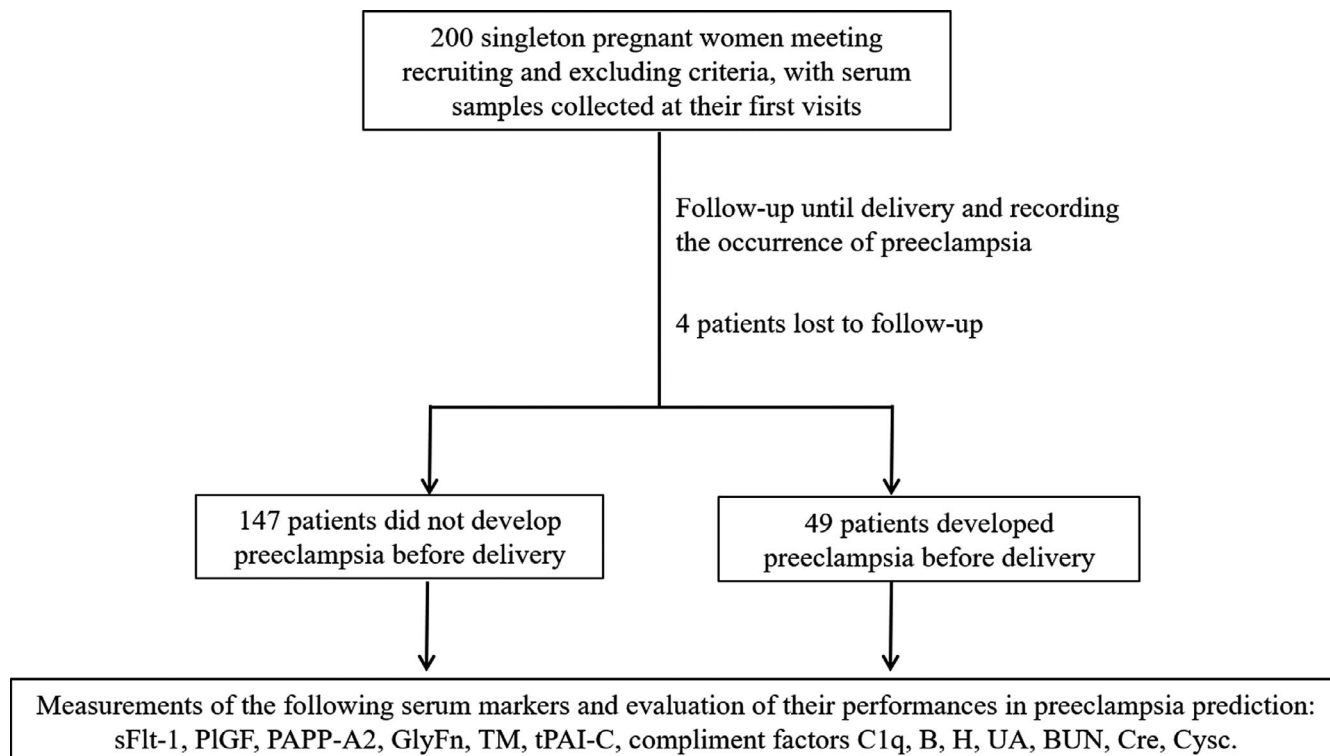 200 singleton pregnant women meeting
recruiting and excluding criteria, with serum
samples collected at their first visits
Follow-up until delivery and recording
the occurrence of preeclampsia
4 patients lost to follow-up
147 patients did not develop
preeclampsia before delivery
49 patients developed
preeclampsia before delivery
Measurements of the following serum markers and evaluation of their performances in preeclampsia prediction:
sFlt-1, PlGF, PAPP-A2, GlyFn, TM, tPAI-C, compliment factors C1q, B, H, UA, BUN, Cre, Cysc.